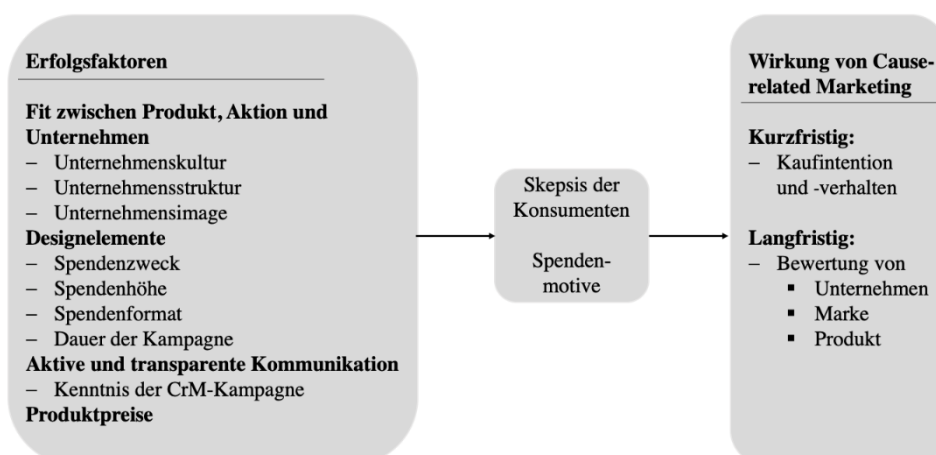 Erfolgsfaktoren
Fit zwischen Produkt, Aktion und
Unternehmen
– Unternehmenskultur
– Unternehmensstruktur
– Unternehmensimage
Designelemente
– Spendenzweck
– Spendenhöhe
– Spendenformat
– Dauer der Kampagne
Aktive und transparente Kommunikation
– Kenntnis der CrM-Kampagne
Produktpreise
Skepsis der
Konsumenten
Spenden-
motive
Wirkung von Cause-
related Marketing
Kurzfristig:
– Kaufintention
und -verhalten
Langfristig:
– Bewertung von
▪ Unternehmen
▪ Marke
▪ Produkt